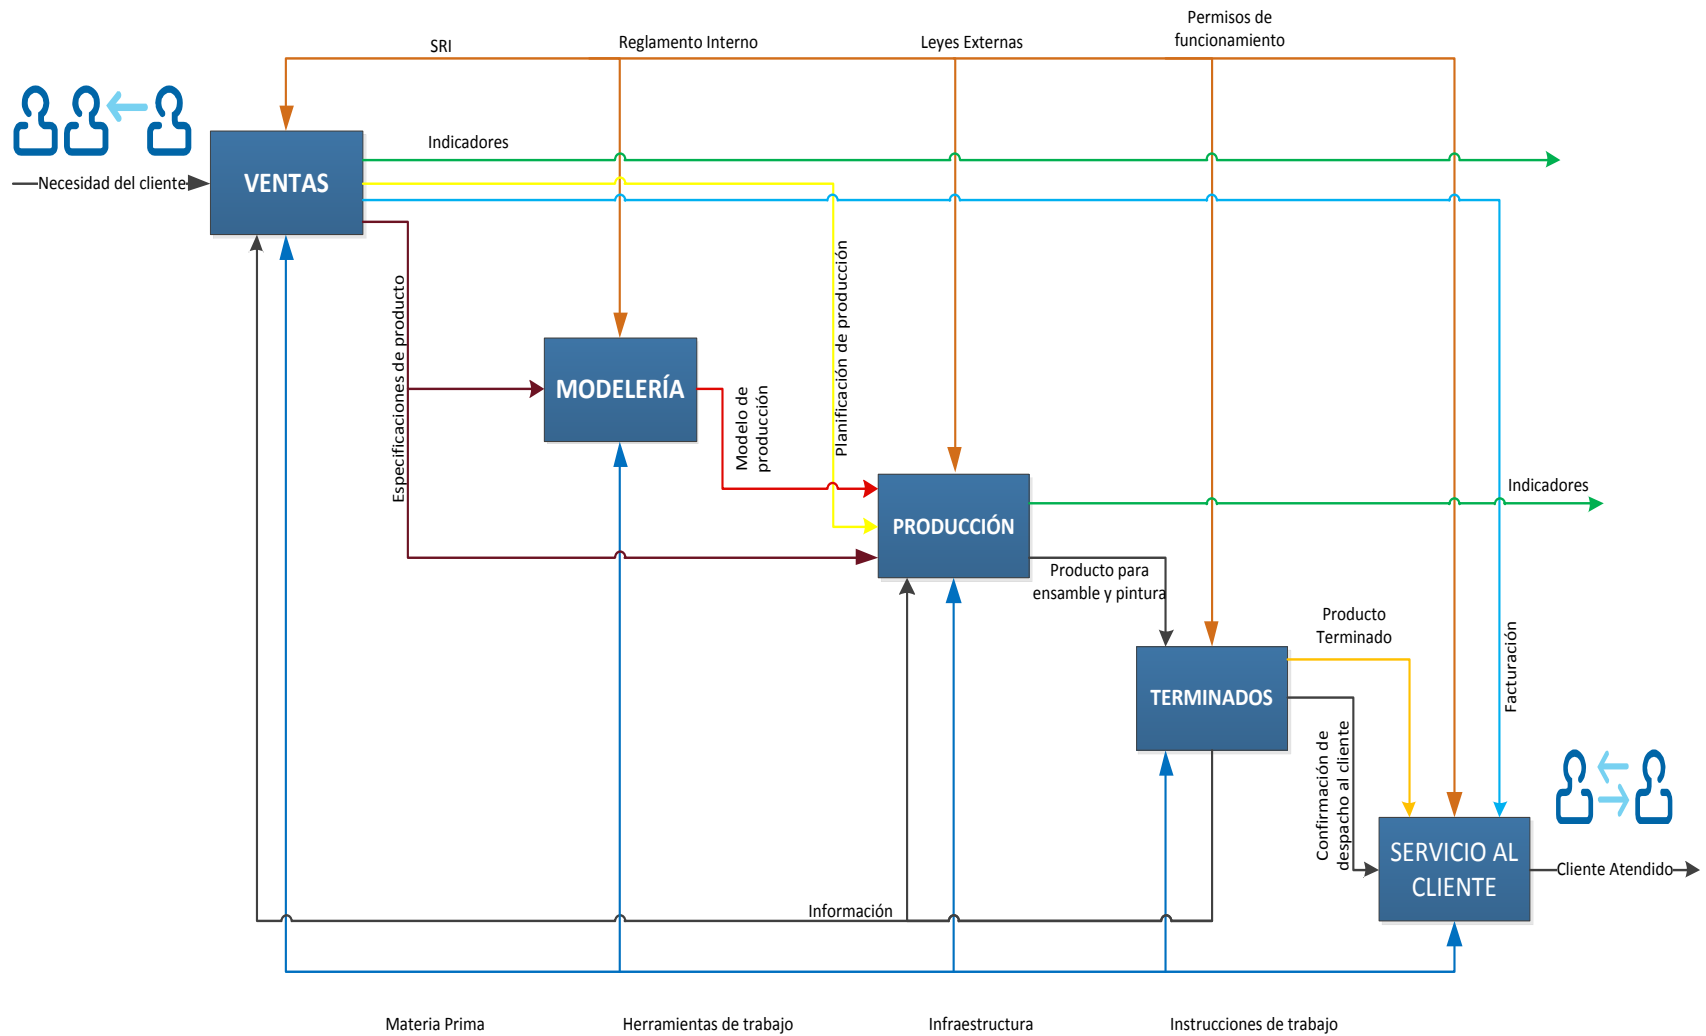 Permisos de
funcionamiento
SRI
Reglamento Interno
Leyes Externas
Indicadores
Necesidad del cliente
VENTAS
Especificaciones de producto
Planificación de producción
MODELERÍA
Modelo de
producción
Indicadores
PRODUCCIÓN
Producto para
ensamble y pintura
Producto
Terminado
Facturación
TERMINADOS
Confirmación de
despacho al cliente
SERVICIO AL
CLIENTE
Cliente Atendido
Información
Materia Prima
Herramientas de trabajo
Infraestructura
Instrucciones de trabajo